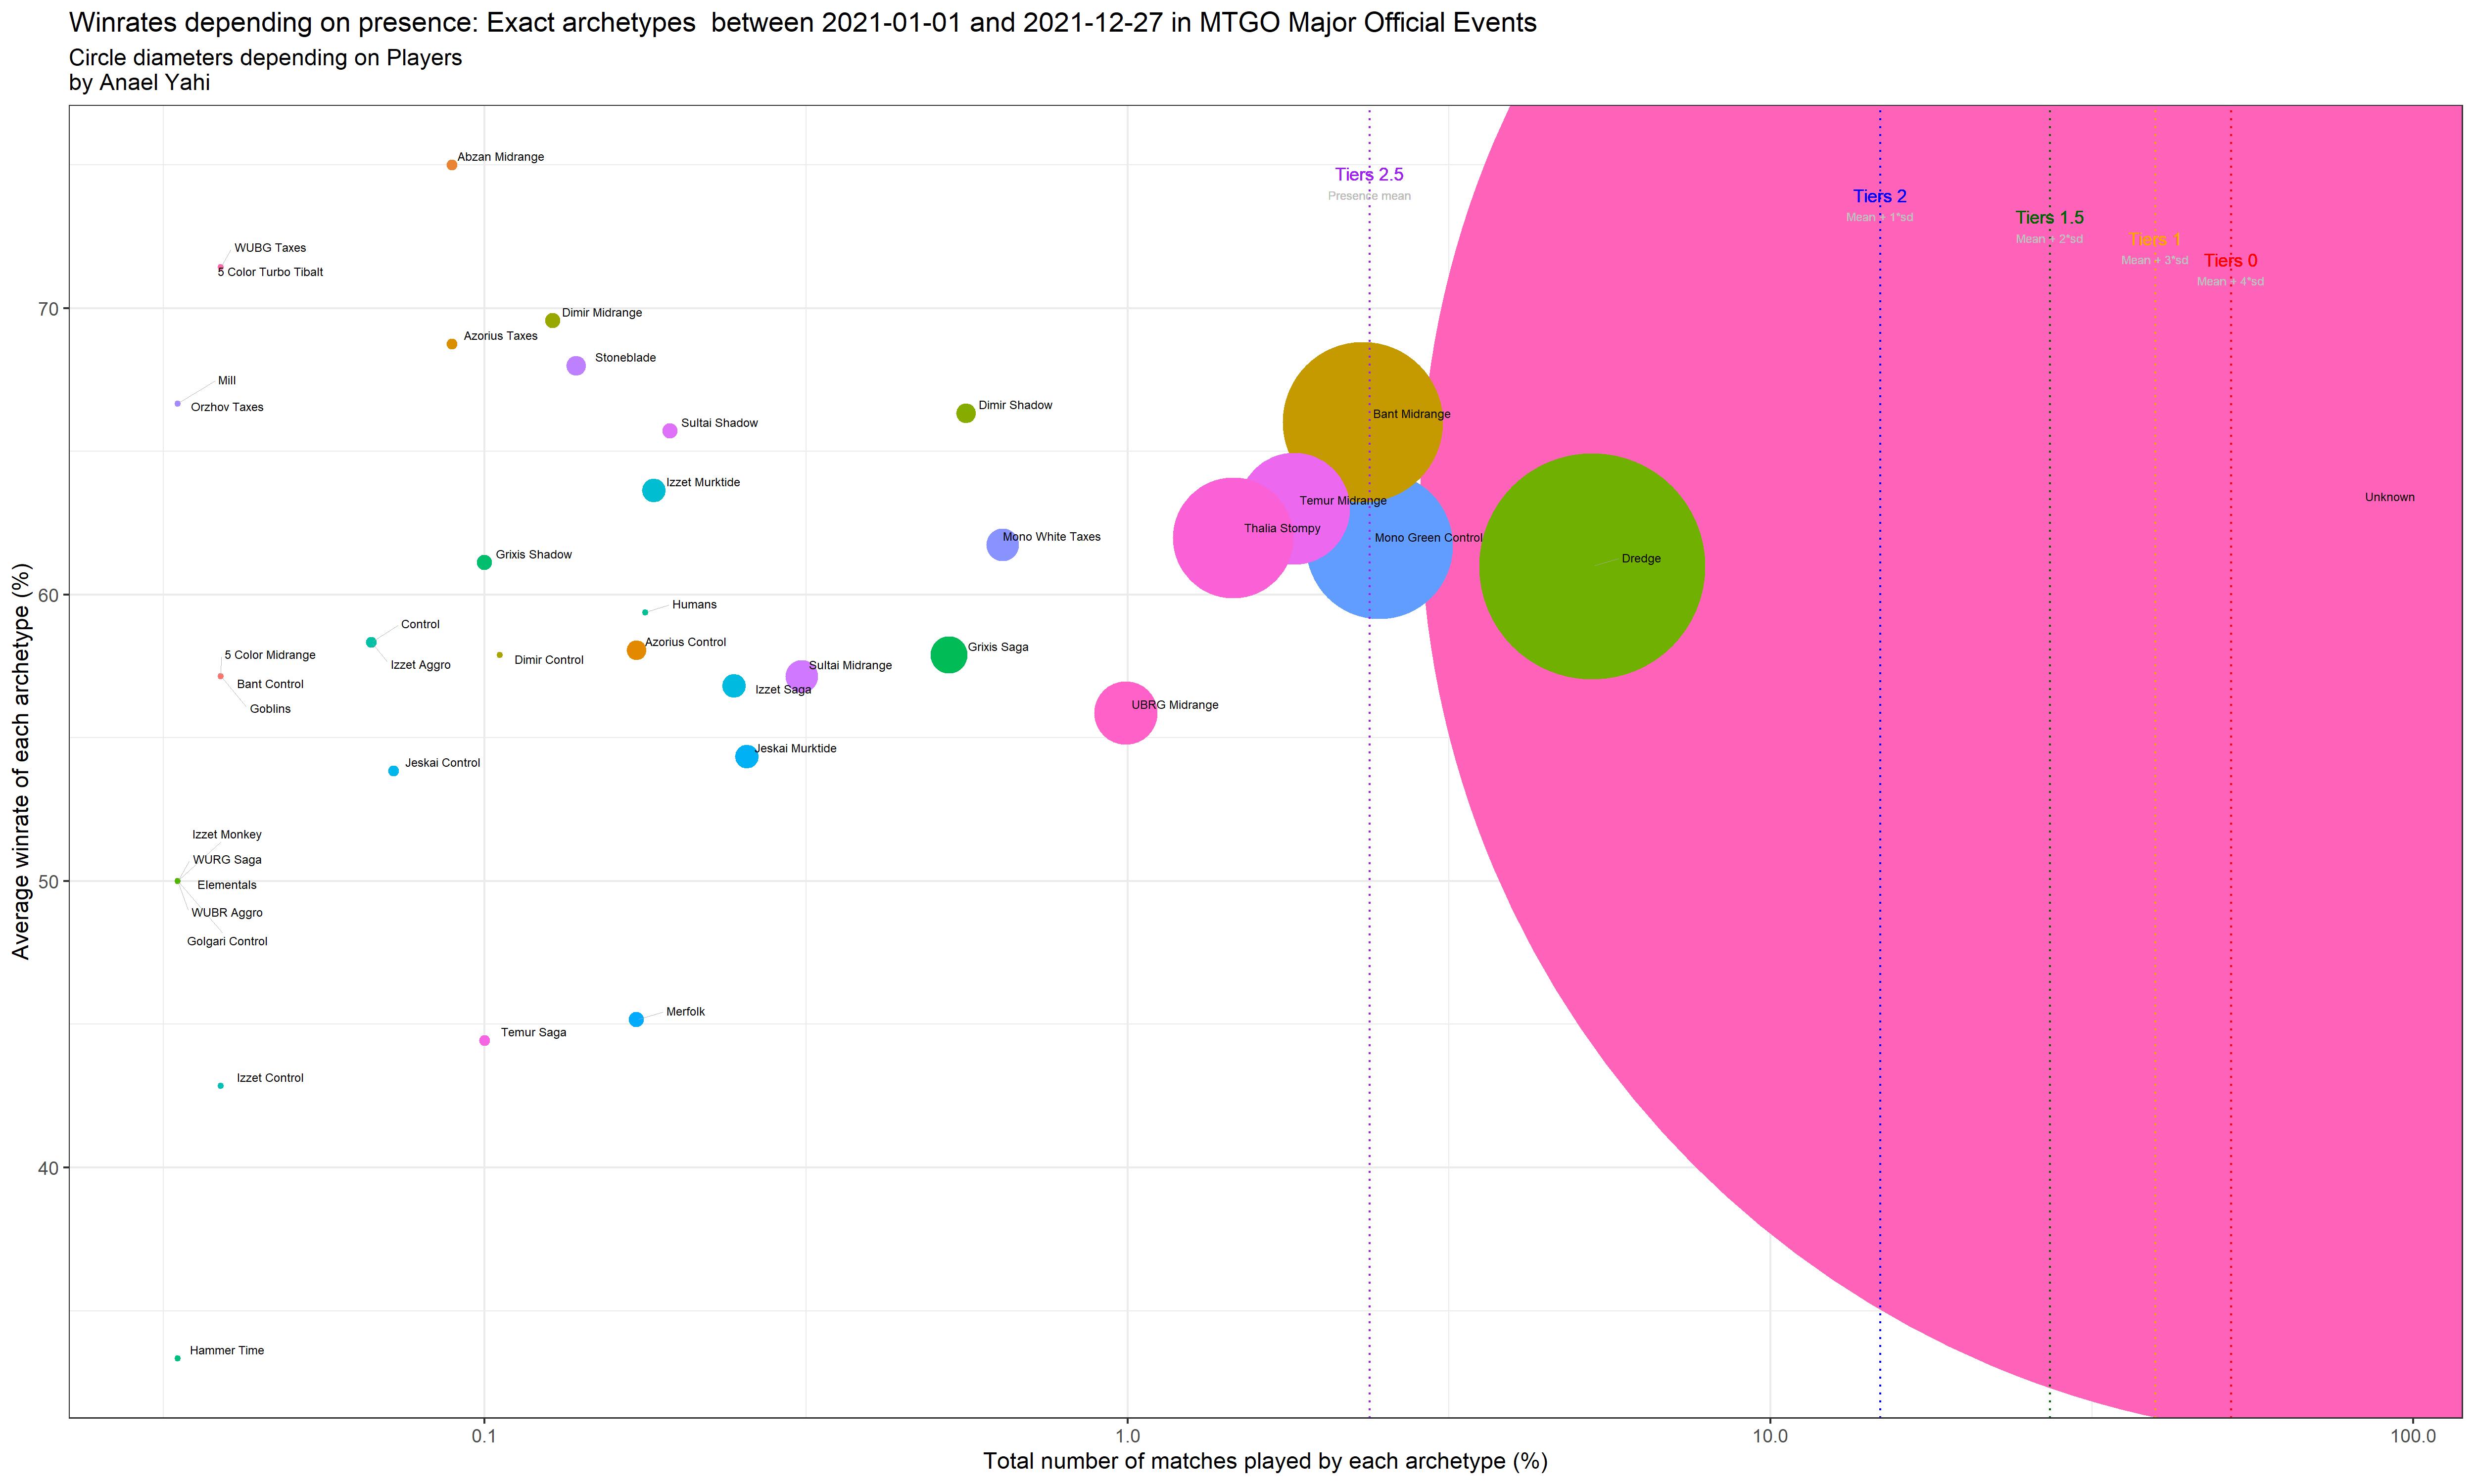 Winrates depending on presence: Exact archetypes  between 2021-01-01 and 2021-12-27 in MTGO Major Official Events
Circle diameters depending on Players
by Anael Yahi
Abzan Midrange
Tiers 2.5
Presence mean
Tiers 2
Mean + 1*sd
Tiers 1.5
Mean + 2*sd
Tiers 1
Mean + 3*sd
Tiers 0
Mean + 4*sd
WUBG Taxes
5 Color Turbo Tibalt
70
Dimir Midrange
Azorius Taxes
Stoneblade
Mill
Orzhov Taxes
Dimir Shadow
Bant Midrange
Sultai Shadow
Izzet Murktide
Temur Midrange
Unknown
Thalia Stompy
Mono White Taxes
Mono Green Control
Grixis Shadow
Dredge
60
Humans
Control
Azorius Control
Grixis Saga
5 Color Midrange
Dimir Control
Izzet Aggro
Sultai Midrange
Bant Control
Izzet Saga
Goblins
UBRG Midrange
Jeskai Murktide
Jeskai Control
Izzet Monkey
WURG Saga
50
Elementals
WUBR Aggro
Golgari Control
Merfolk
Temur Saga
Izzet Control
40
Hammer Time
Average winrate of each archetype (%)
0.1
1.0
10.0
100.0
Total number of matches played by each archetype (%)